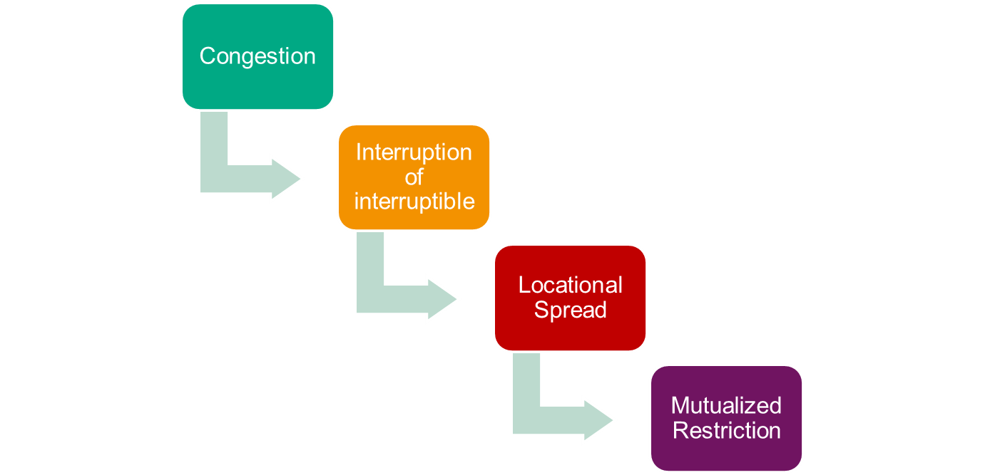 Congestion
Interruption
of
interruptible
Locational
Spread
Mutualized
Restriction